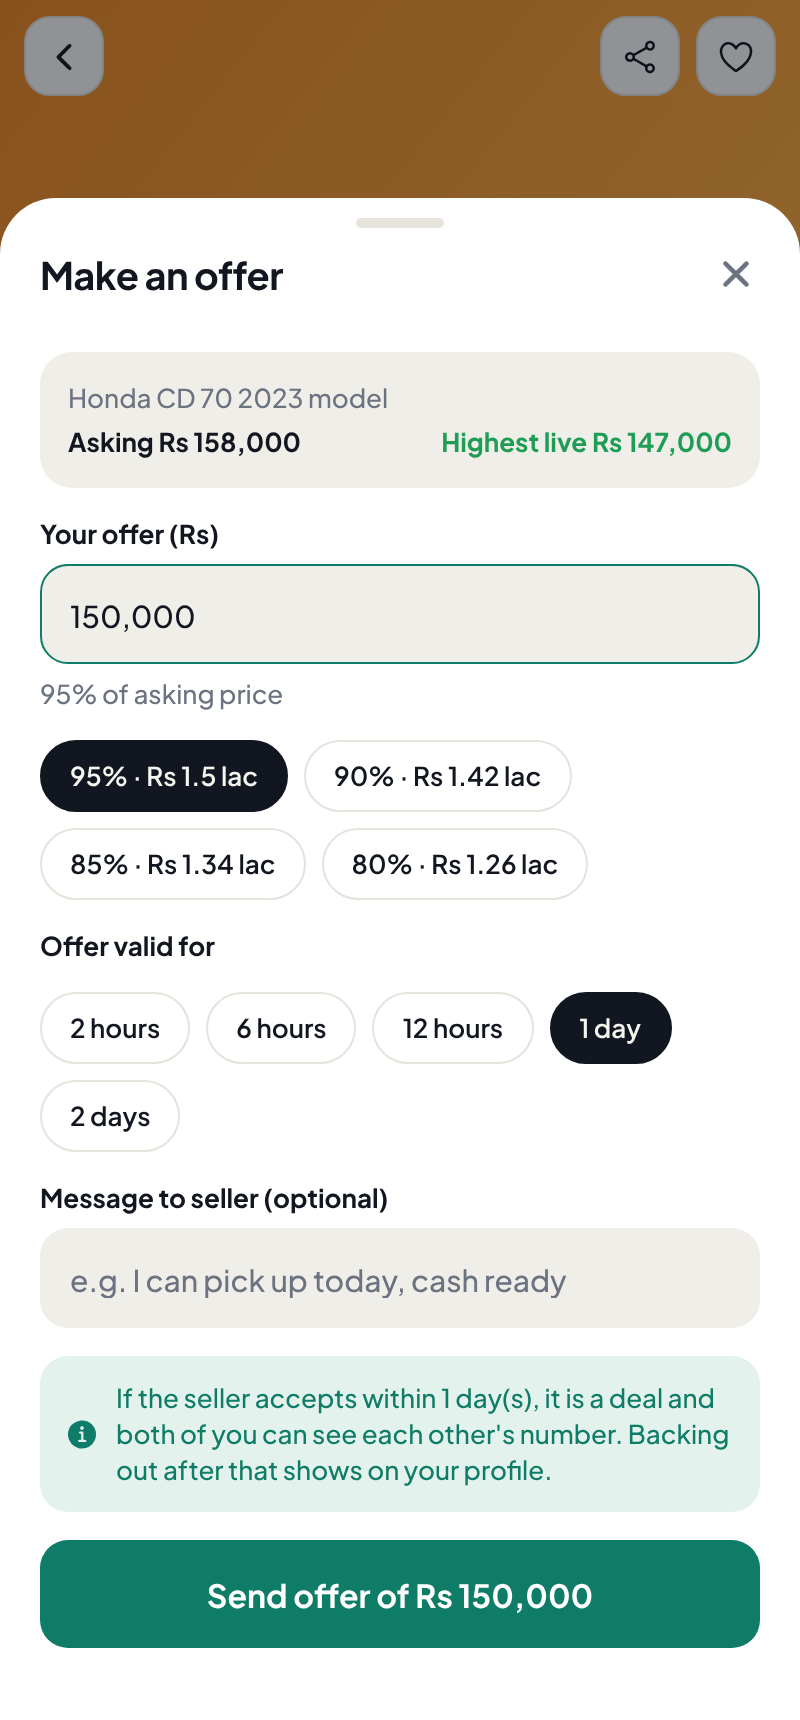 Make an offer
Honda CD 70 2023 model
Asking Rs 158,000 Highest live Rs 147,000
Your offer (Rs)
150,000
95% of asking price
95% · Rs 1.5 lac 90% · Rs 1.42 lac
85% · Rs 1.34 lac 80% · Rs 1.26 lac
Offer valid for
2 hours 6 hours 12 hours 1 day
2 days
Message to seller (optional)
e.g. I can pick up today, cash ready
If the seller accepts within 1 day(s), it is a deal and
both of you can see each other's number. Backing
out after that shows on your profile.
Send offer of Rs 150,000